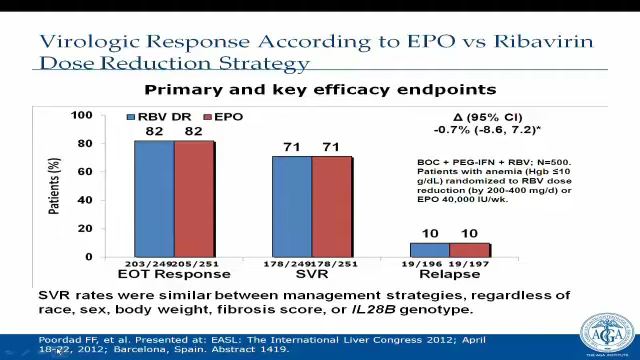 Virologic Response According to EPO vs Ribavirin
Dose Reduction Strategy
Primary and key efficacy endpoints
Patients (%)
100
80
60
40
20
0
RBV DR EPO
82 82
71 71
10 10
203/249 205/251
178/249 178/251
19/196 19/197
EOT Response
SVR
Relapse
Δ (95% CI)
-0.7% (-8.6, 7.2)*
BOC + PEG-IFN + RBV; N=500.
Patients with anemia (Hgb ≤10
g/dL) randomized to RBV dose
reduction (by 200-400 mg/d) or
EPO 40,000 IU/wk.
SVR rates were similar between management strategies, regardless of
race, sex, body weight, fibrosis score, or IL28B genotype.
Poordad FF, et al. Presented at: EASL: The International Liver Congress 2012; April
18-22, 2012; Barcelona, Spain. Abstract 1419.
AGA
THE AGA INSTITUTE